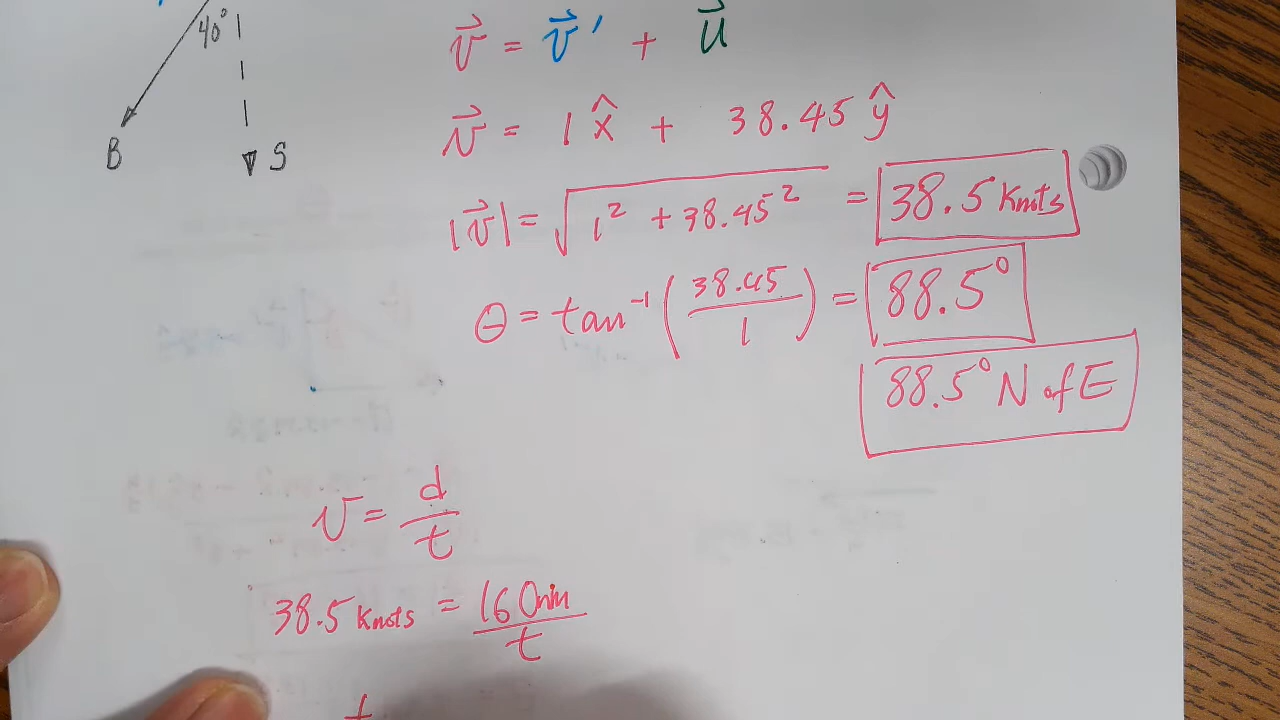 40°
B
S
v⃗ = v⃗' + u⃗
v⃗ = 1 x̂ + 38.45 ŷ
|v⃗| = √(1² + 38.45²) = 38.5 Knots
θ = tan⁻¹ (38.45 / 1) = 88.5°
88.5° N of E
v = d / t
38.5 Knots = 160 nm / t
t